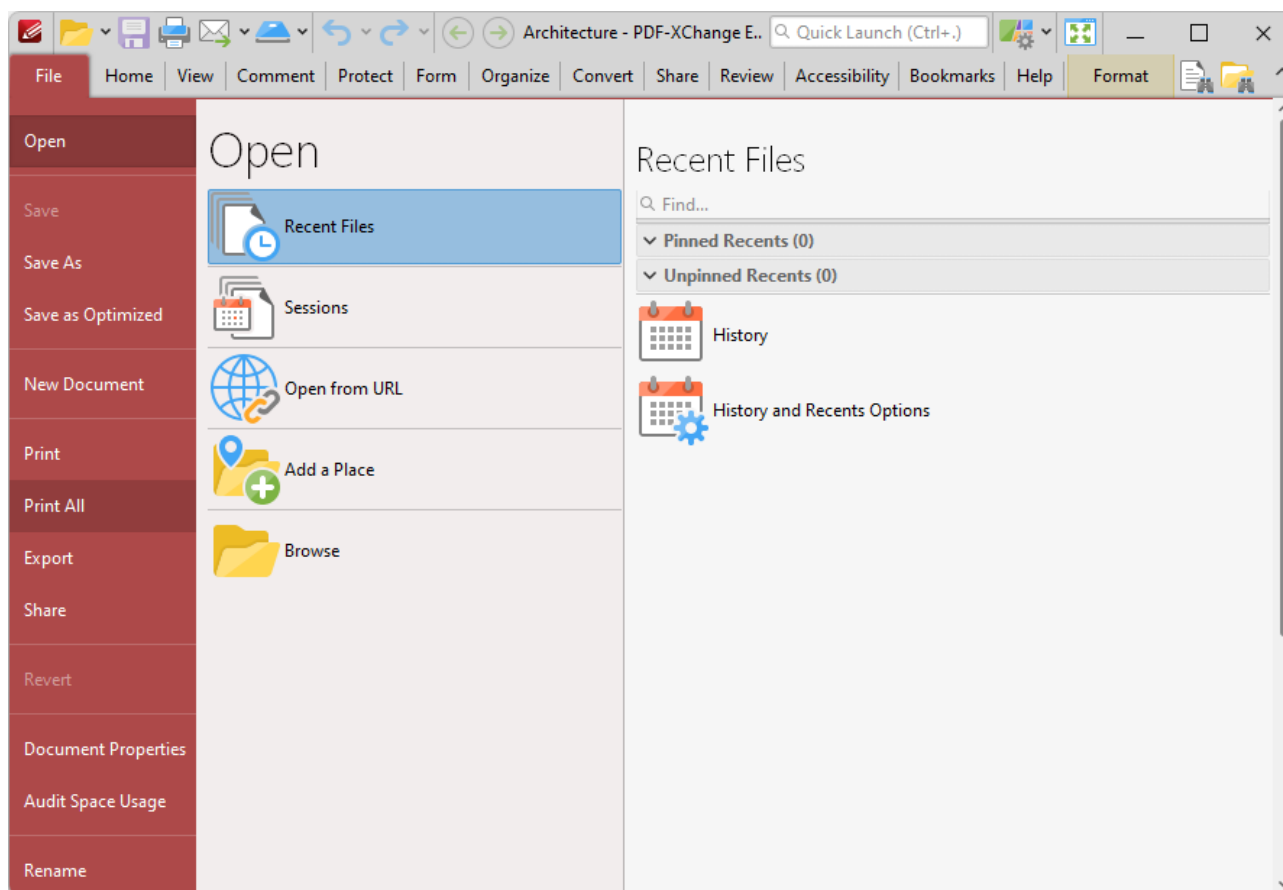 Architecture - PDF-XChange E.. Quick Launch (Ctrl+.)
File Home View Comment Protect Form Organize Convert Share Review Accessibility Bookmarks Help Format
Open
Save
Save As
Save as Optimized
New Document
Print
Print All
Export
Share
Revert
Document Properties
Audit Space Usage
Rename
Open
Recent Files
Sessions
Open from URL
Add a Place
Browse
Recent Files
Find...
Pinned Recents (0)
Unpinned Recents (0)
History
History and Recents Options